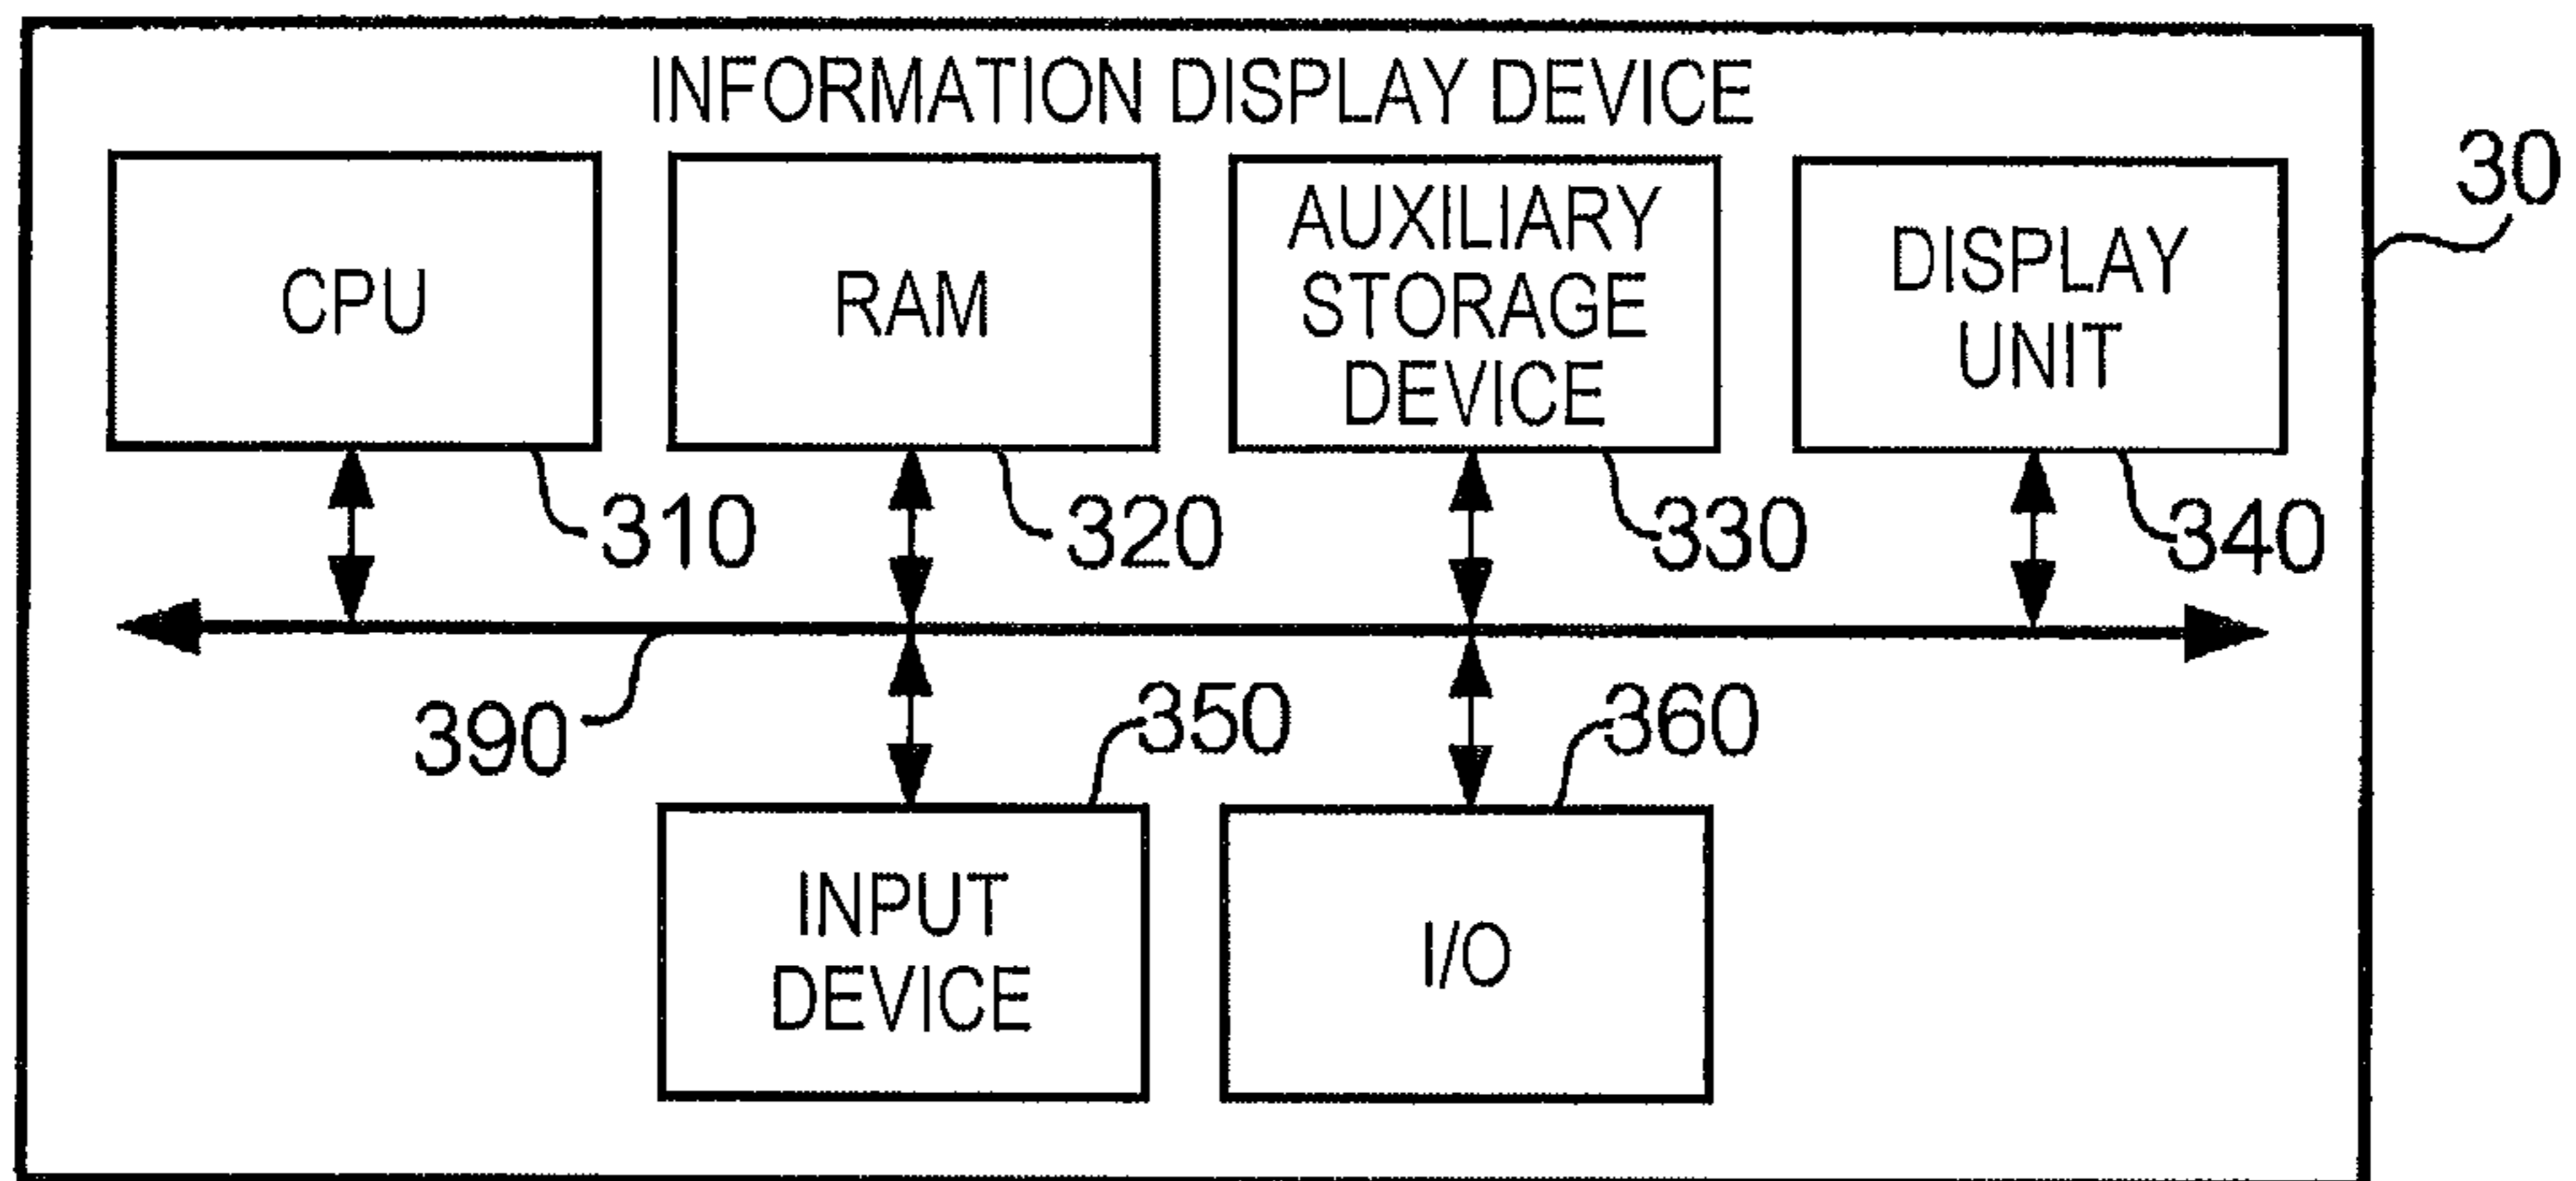 INFORMATION DISPLAY DEVICE
30
CPU
RAM
AUXILIARY
STORAGE
DEVICE
DISPLAY
UNIT
310
320
330
340
390
350
360
INPUT
DEVICE
I/O